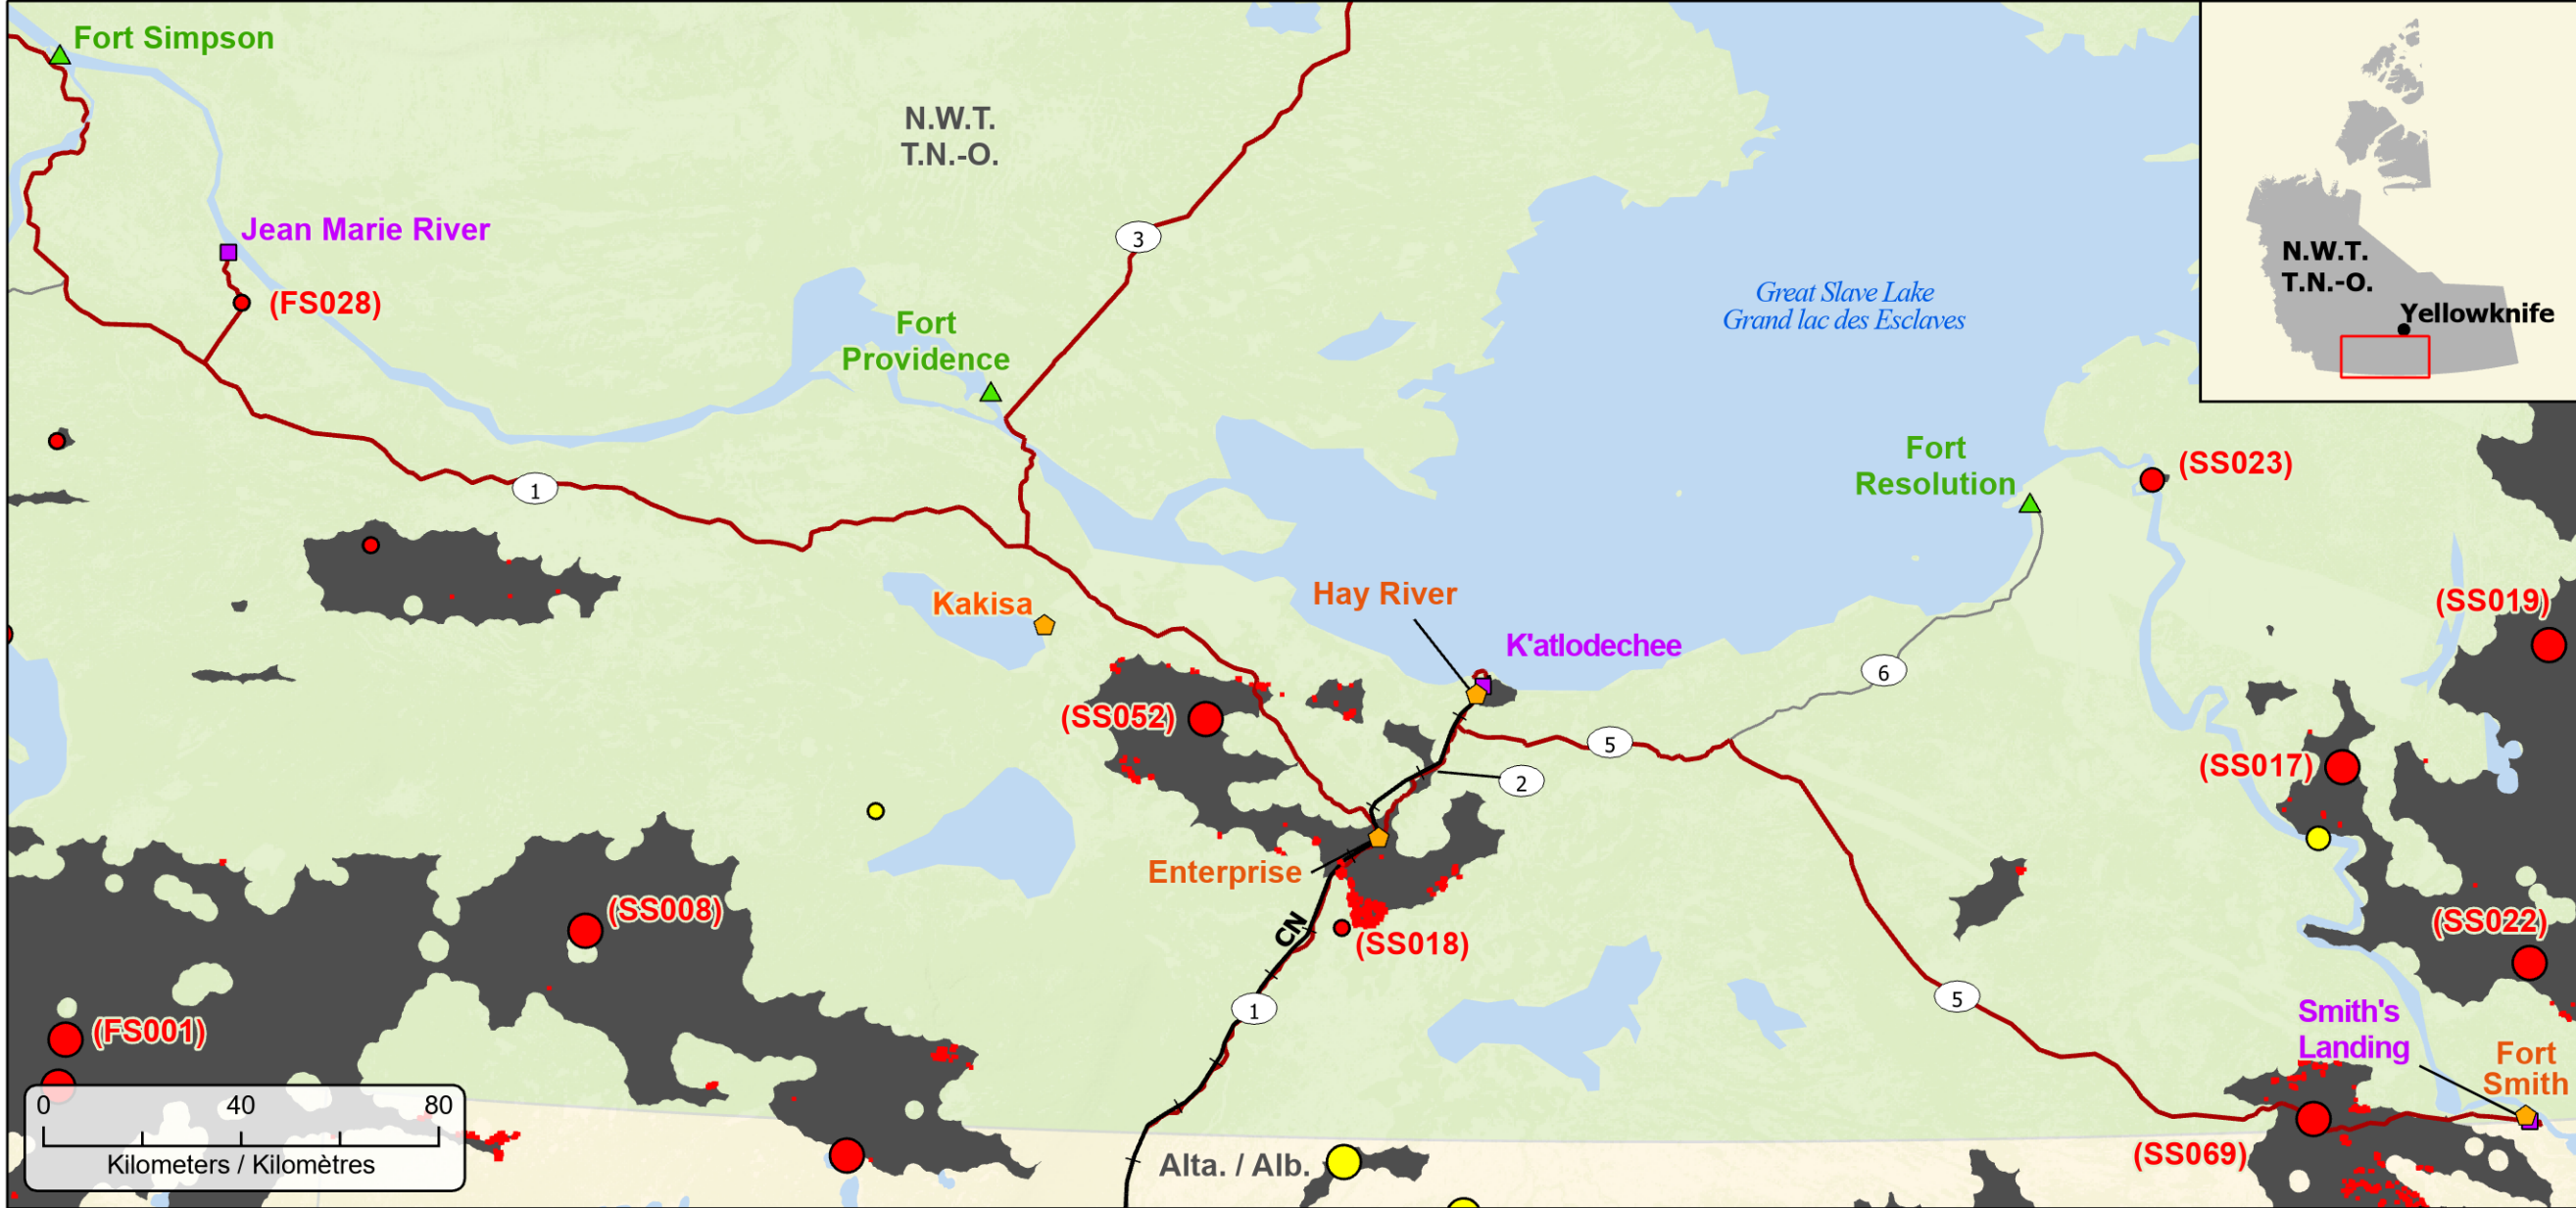 Fort Simpson
N.W.T.
T.N.-O.
3
Jean Marie River
(FS028)
Fort
Providence
Great Slave Lake
Grand lac des Esclaves
N.W.T.
T.N.-O.
Yellowknife
1
Fort
Resolution
(SS023)
Kakisa
Hay River
K'atlodechee
6
(SS019)
(SS052)
5
2
(SS017)
Enterprise
(SS008)
CN
(SS018)
(SS022)
1
5
(FS001)
Smith's
Landing
Fort
Smith
0 40 80
Kilometers / Kilomètres
Alta. / Alb.
(SS069)